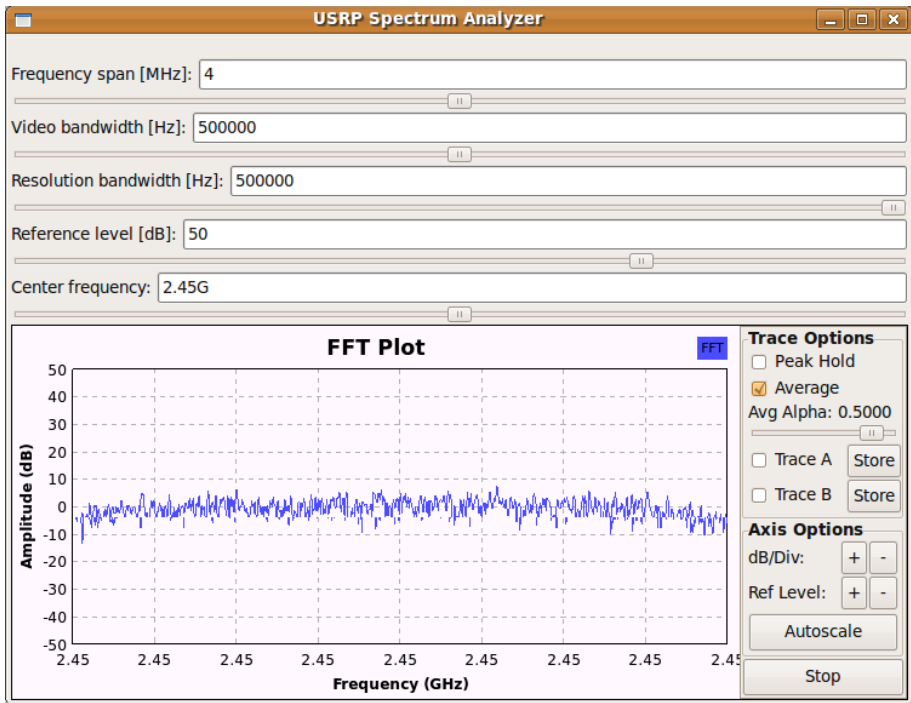 USRP Spectrum Analyzer
Frequency span [MHz]: 4
Video bandwidth [Hz]: 500000
Resolution bandwidth [Hz]: 500000
Reference level [dB]: 50
Center frequency: 2.45G
FFT Plot
FFT
Amplitude (dB)
50
40
30
20
10
0
-10
-20
-30
-40
-50
2.45 2.45 2.45 2.45 2.45 2.45 2.45 2.45 2.45
Frequency (GHz)
Trace Options
Peak Hold
Average
Avg Alpha: 0.5000
Trace A Store
Trace B Store
Axis Options
dB/Div: + -
Ref Level: + -
Autoscale
Stop